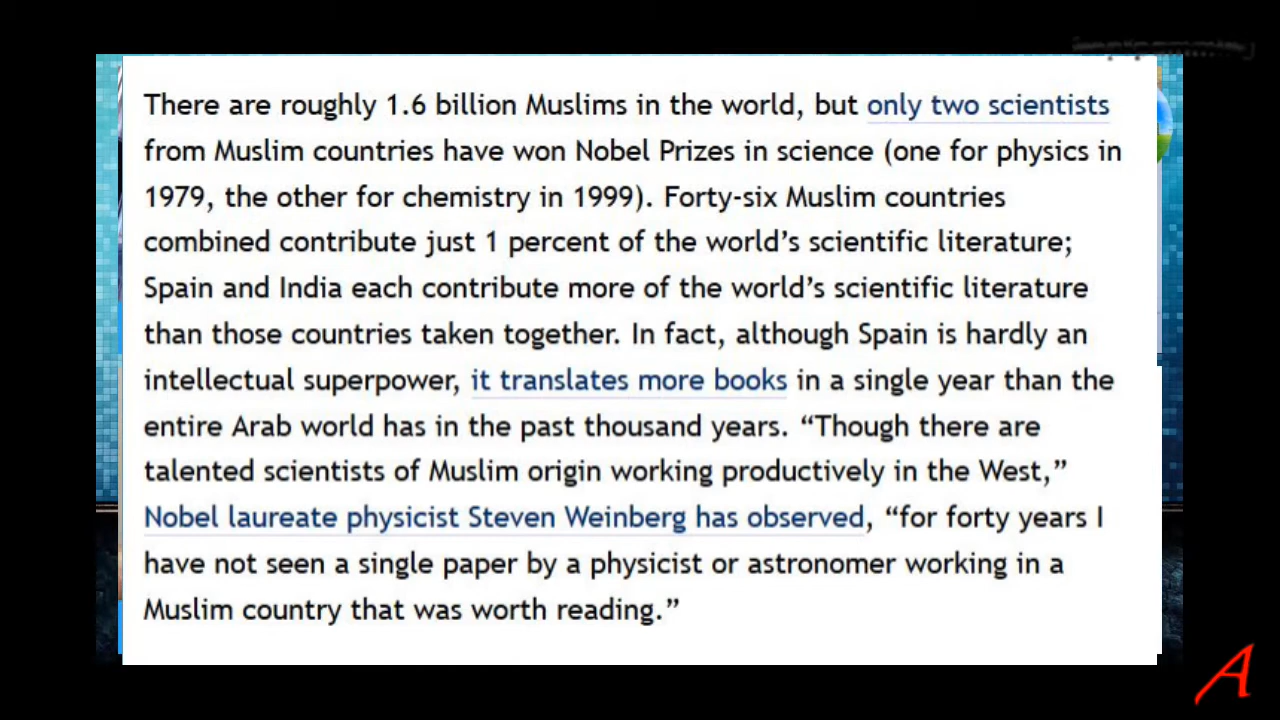 There are roughly 1.6 billion Muslims in the world, but only two scientists
from Muslim countries have won Nobel Prizes in science (one for physics in
1979, the other for chemistry in 1999). Forty-six Muslim countries
combined contribute just 1 percent of the world’s scientific literature;
Spain and India each contribute more of the world’s scientific literature
than those countries taken together. In fact, although Spain is hardly an
intellectual superpower, it translates more books in a single year than the
entire Arab world has in the past thousand years. “Though there are
talented scientists of Muslim origin working productively in the West,”
Nobel laureate physicist Steven Weinberg has observed, “for forty years I
have not seen a single paper by a physicist or astronomer working in a
Muslim country that was worth reading.”
A